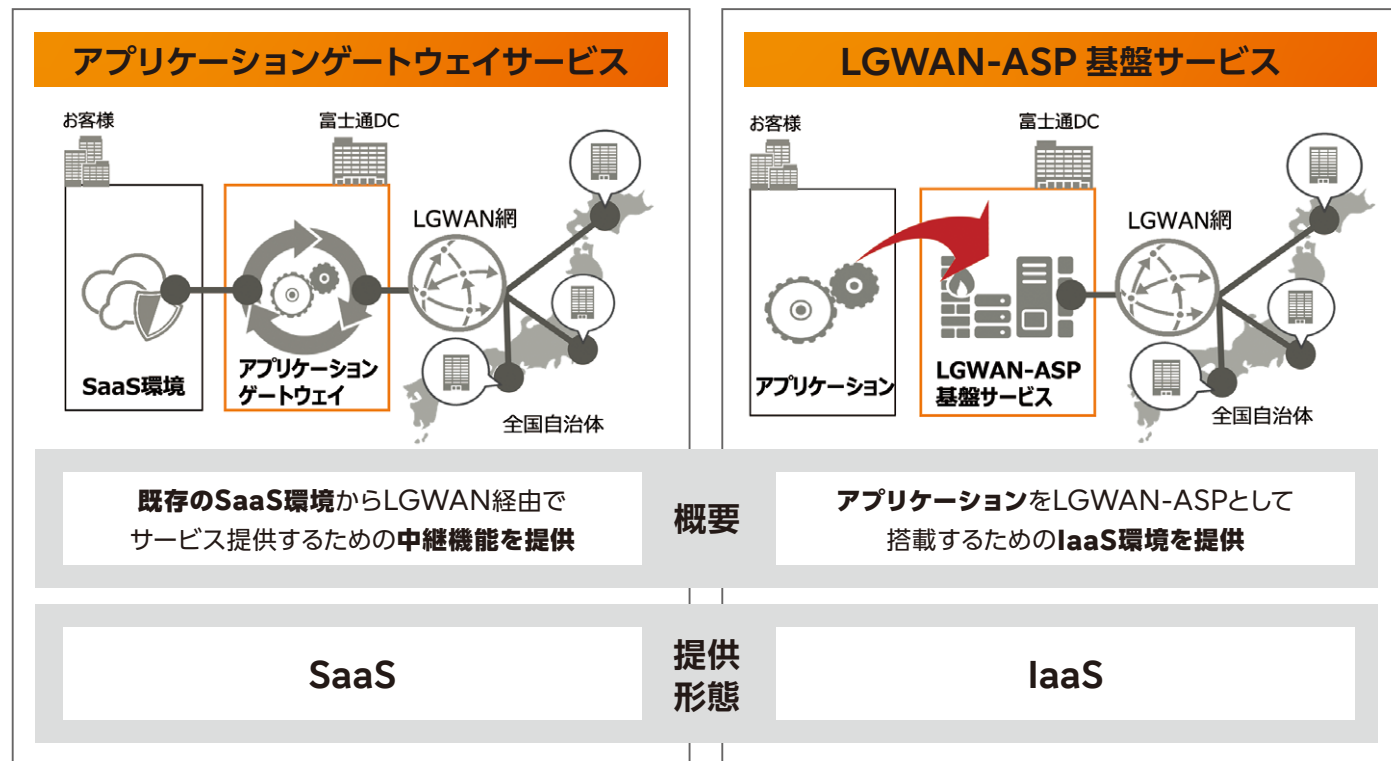 アプリケーションゲートウェイサービス
お客様
富士通DC
LGWAN網
SaaS環境
アプリケーション
ゲートウェイ
全国自治体
LGWAN-ASP 基盤サービス
お客様
富士通DC
LGWAN網
アプリケーション
LGWAN-ASP
基盤サービス
全国自治体
既存のSaaS環境からLGWAN経由で
サービス提供するための中継機能を提供
概要
アプリケーションをLGWAN-ASPとして
搭載するためのIaaS環境を提供
SaaS
提供
形態
IaaS